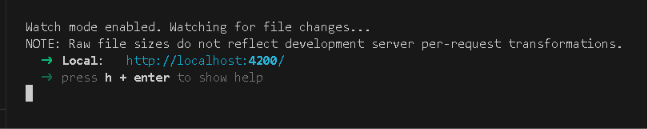 Watch mode enabled. Watching for file changes...
NOTE: Raw file sizes do not reflect development server per-request transformations.
➜ Local: http://localhost:4200/
➜ press h + enter to show help